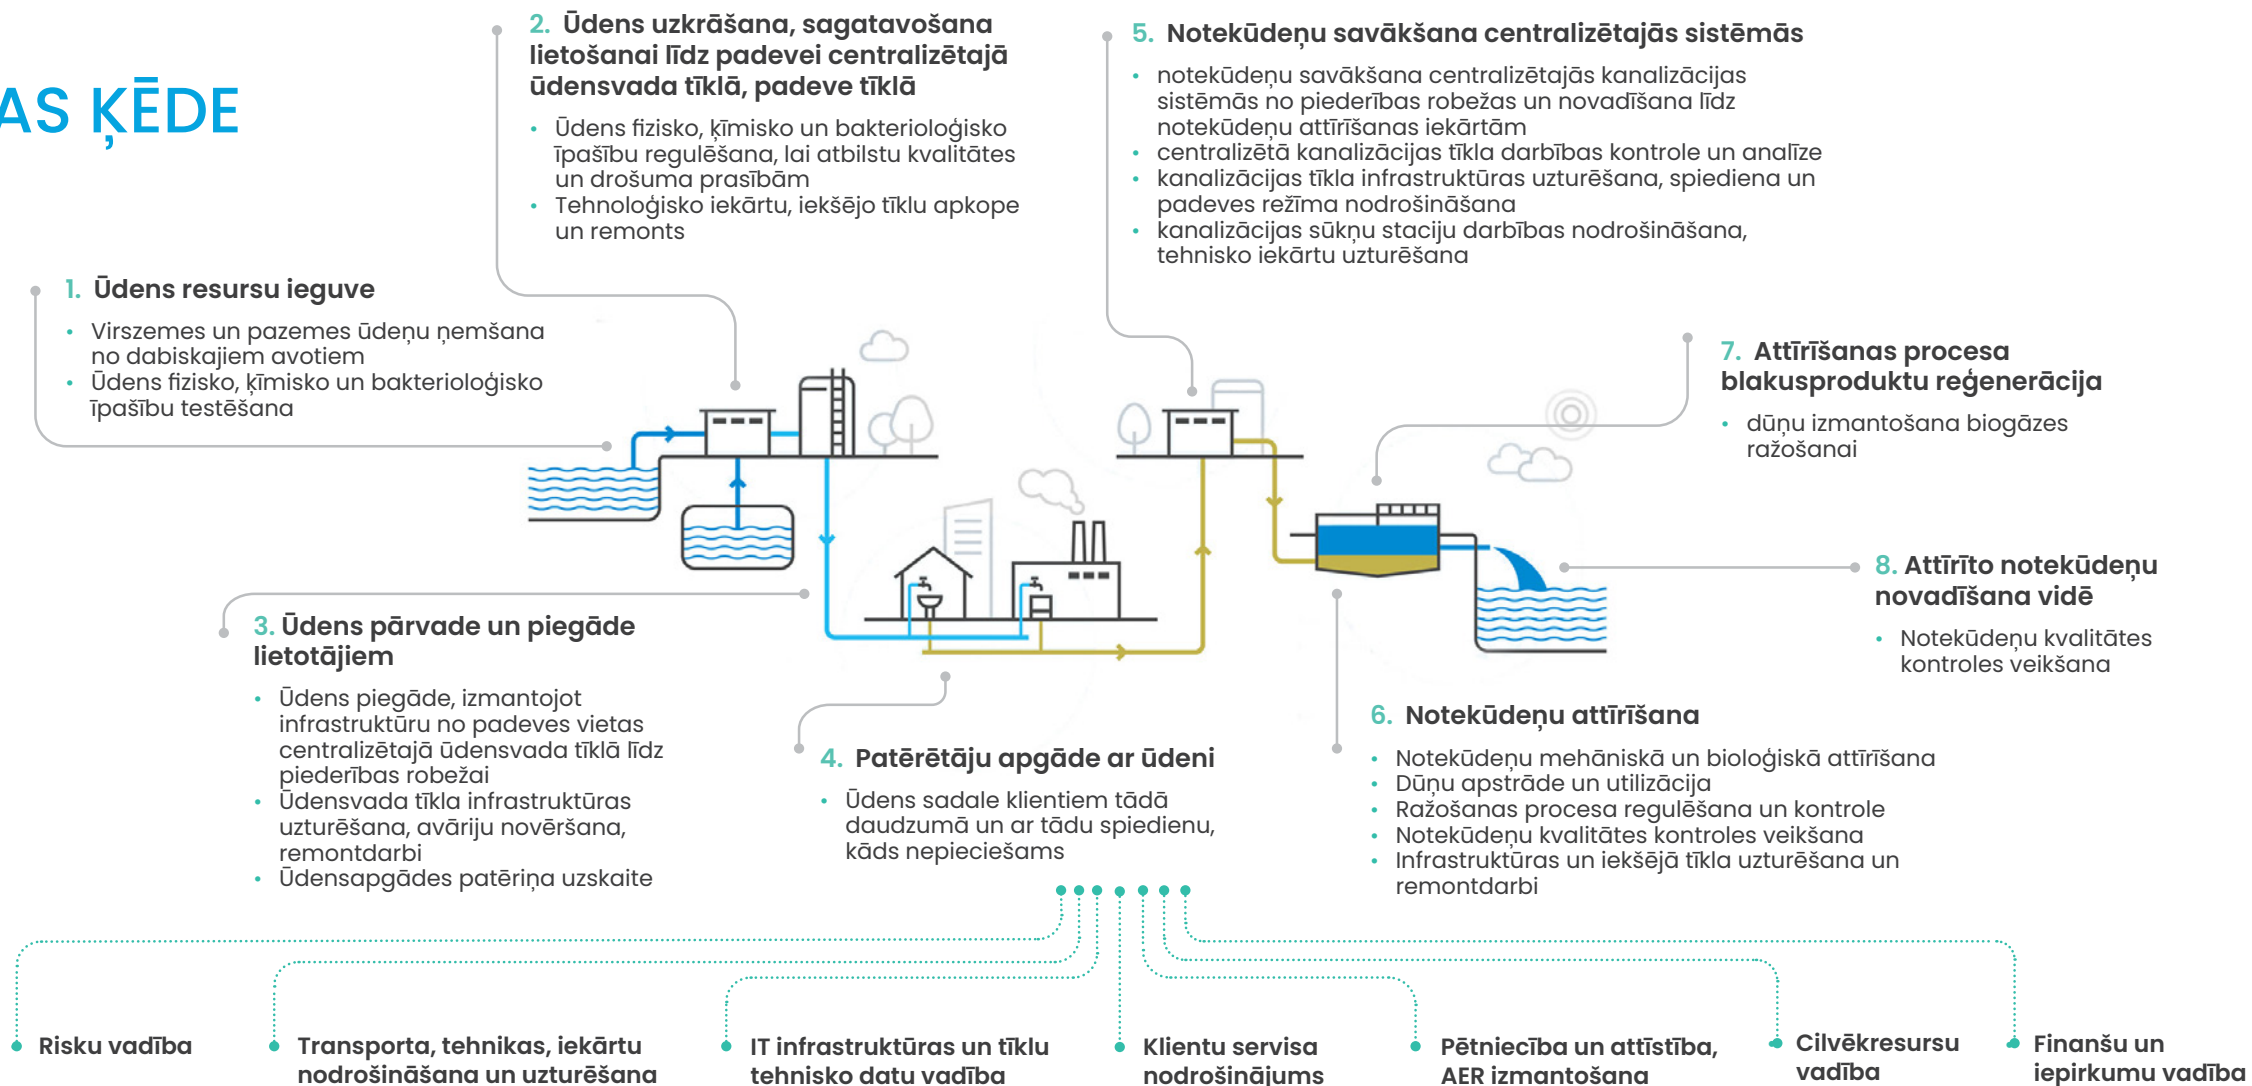 AS ĶĒDE
1. Ūdens resursu ieguve
• Virszemes un pazemes ūdeņu ņemšana
no dabiskajiem avotiem
• Ūdens fizisko, ķīmisko un bakterioloģisko
īpašību testēšana
2. Ūdens uzkrāšana, sagatavošana
lietošanai līdz padevei centralizētajā
ūdensvada tīklā, padeve tīklā
• Ūdens fizisko, ķīmisko un bakterioloģisko
īpašību regulēšana, lai atbilstu kvalitātes
un drošuma prasībām
• Tehnoloģisko iekārtu, iekšējo tīklu apkope
un remonts
3. Ūdens pārvade un piegāde
lietotājiem
• Ūdens piegāde, izmantojot
infrastruktūru no padeves vietas
centralizētajā ūdensvada tīklā līdz
piederības robežai
• Ūdensvada tīkla infrastruktūras
uzturēšana, avāriju novēršana,
remontdarbi
• Ūdensapgādes patēriņa uzskaite
4. Patērētāju apgāde ar ūdeni
• Ūdens sadale klientiem tādā
daudzumā un ar tādu spiedienu,
kāds nepieciešams
5. Notekūdeņu savākšana centralizētajās sistēmās
• notekūdeņu savākšana centralizētajās kanalizācijas
sistēmās no piederības robežas un novadīšana līdz
notekūdeņu attīrīšanas iekārtām
• centralizētā kanalizācijas tīkla darbības kontrole un analīze
• kanalizācijas tīkla infrastruktūras uzturēšana, spiediena un
padeves režīma nodrošināšana
• kanalizācijas sūkņu staciju darbības nodrošināšana,
tehnisko iekārtu uzturēšana
6. Notekūdeņu attīrīšana
• Notekūdeņu mehāniskā un bioloģiskā attīrīšana
• Dūņu apstrāde un utilizācija
• Ražošanas procesa regulēšana un kontrole
• Notekūdeņu kvalitātes kontroles veikšana
• Infrastruktūras un iekšējā tīkla uzturēšana un
remontdarbi
7. Attīrīšanas procesa
blakusproduktu reģenerācija
• dūņu izmantošana biogāzes
ražošanai
8. Attīrīto notekūdeņu
novadīšana vidē
• Notekūdeņu kvalitātes
kontroles veikšana
Risku vadība
Transporta, tehnikas, iekārtu
nodrošināšana un uzturēšana
IT infrastruktūras un tīklu
tehnisko datu vadība
Klientu servisa
nodrošinājums
Pētniecība un attīstība,
AER izmantošana
Cilvēkresursu
vadība
Finanšu un
iepirkumu vadība